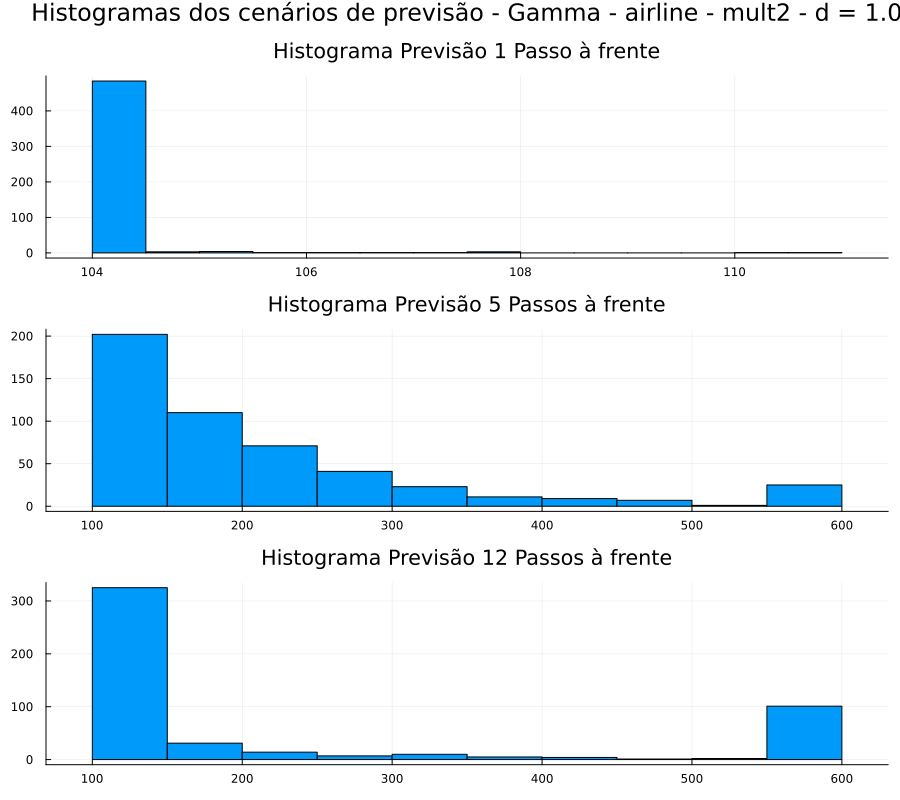 Histogramas dos cenários de previsão - Gamma - airline - mult2 - d = 1.0
Histograma Previsão 1 Passo à frente
400
300
200
100
0
104 106 108 110
Histograma Previsão 5 Passos à frente
200
150
100
50
0
100 200 300 400 500 600
Histograma Previsão 12 Passos à frente
300
200
100
0
100 200 300 400 500 600